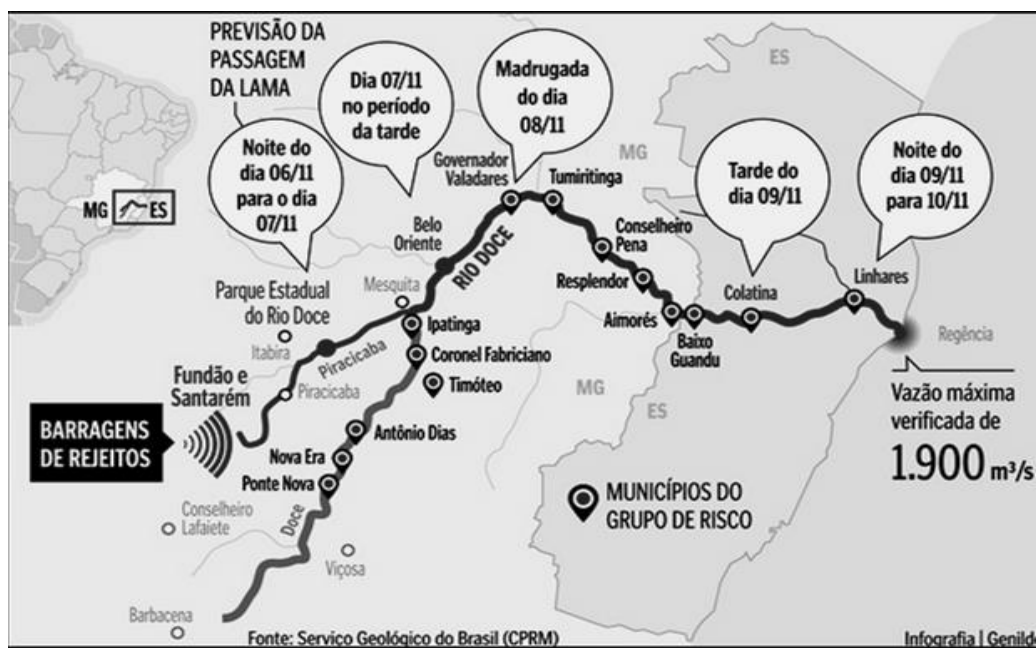 PREVISÃO DA
PASSAGEM
DA LAMA
Noite do
dia 06/11
para o dia
07/11
Dia 07/11
no período
da tarde
Madrugada
do dia
08/11
Tarde do
dia 09/11
Noite do
dia 09/11
para 10/11
MG
ES
MG
ES
MG
ES
Governador
Valadares
Tumiritinga
Belo
Oriente
RIO DOCE
Conselheiro
Pena
Resplendor
Aimorés
Baixo
Guandu
Colatina
Linhares
Regência
Mesquita
Parque Estadual
do Rio Doce
Itabira
Piracicaba
Piracicaba
Ipatinga
Coronel Fabriciano
Timóteo
Fundão e
Santarém
BARRAGENS
DE REJEITOS
Antônio Dias
Nova Era
Ponte Nova
Conselheiro
Lafaiete
Doce
Viçosa
Barbacena
Vazão máxima
verificada de
1.900 m³/s
MUNICÍPIOS DO
GRUPO DE RISCO
Fonte: Serviço Geológico do Brasil (CPRM)
Infografia | Genildo